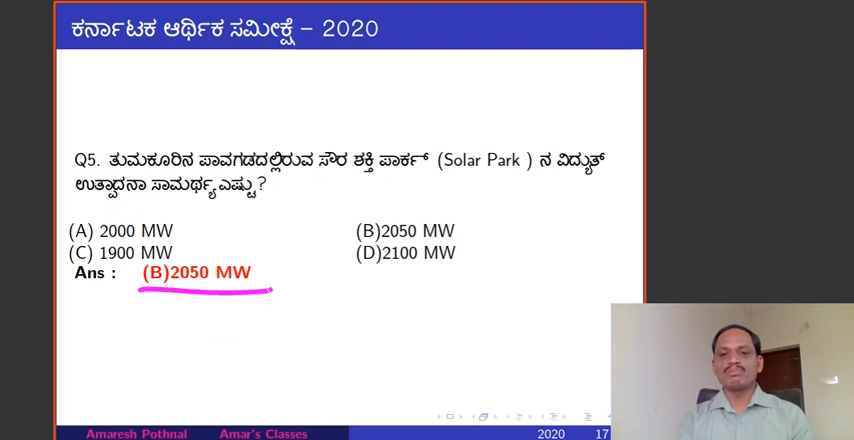 ಕರ್ನಾಟಕ ಆರ್ಥಿಕ ಸಮೀಕ್ಷೆ – 2020
Q5. ತುಮಕೂರಿನ ಪಾವಗಡದಲ್ಲಿರುವ ಸೌರ ಶಕ್ತಿ ಪಾರ್ಕ್ (Solar Park ) ನ ವಿದ್ಯುತ್
ಉತ್ಪಾದನಾ ಸಾಮರ್ಥ್ಯ ಎಷ್ಟು?
(A) 2000 MW (B)2050 MW
(C) 1900 MW (D)2100 MW
Ans : (B)2050 MW
Amaresh Pothnal Amar's Classes 2020 17